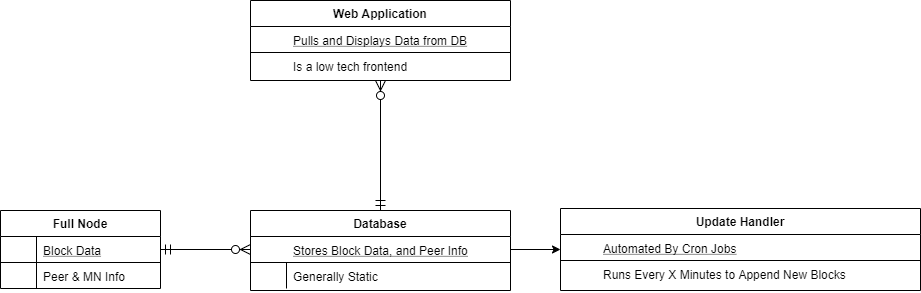 Web Application
Pulls and Displays Data from DB
Is a low tech frontend
Full Node
Block Data
Peer & MN Info
Database
Stores Block Data, and Peer Info
Generally Static
Update Handler
Automated By Cron Jobs
Runs Every X Minutes to Append New Blocks